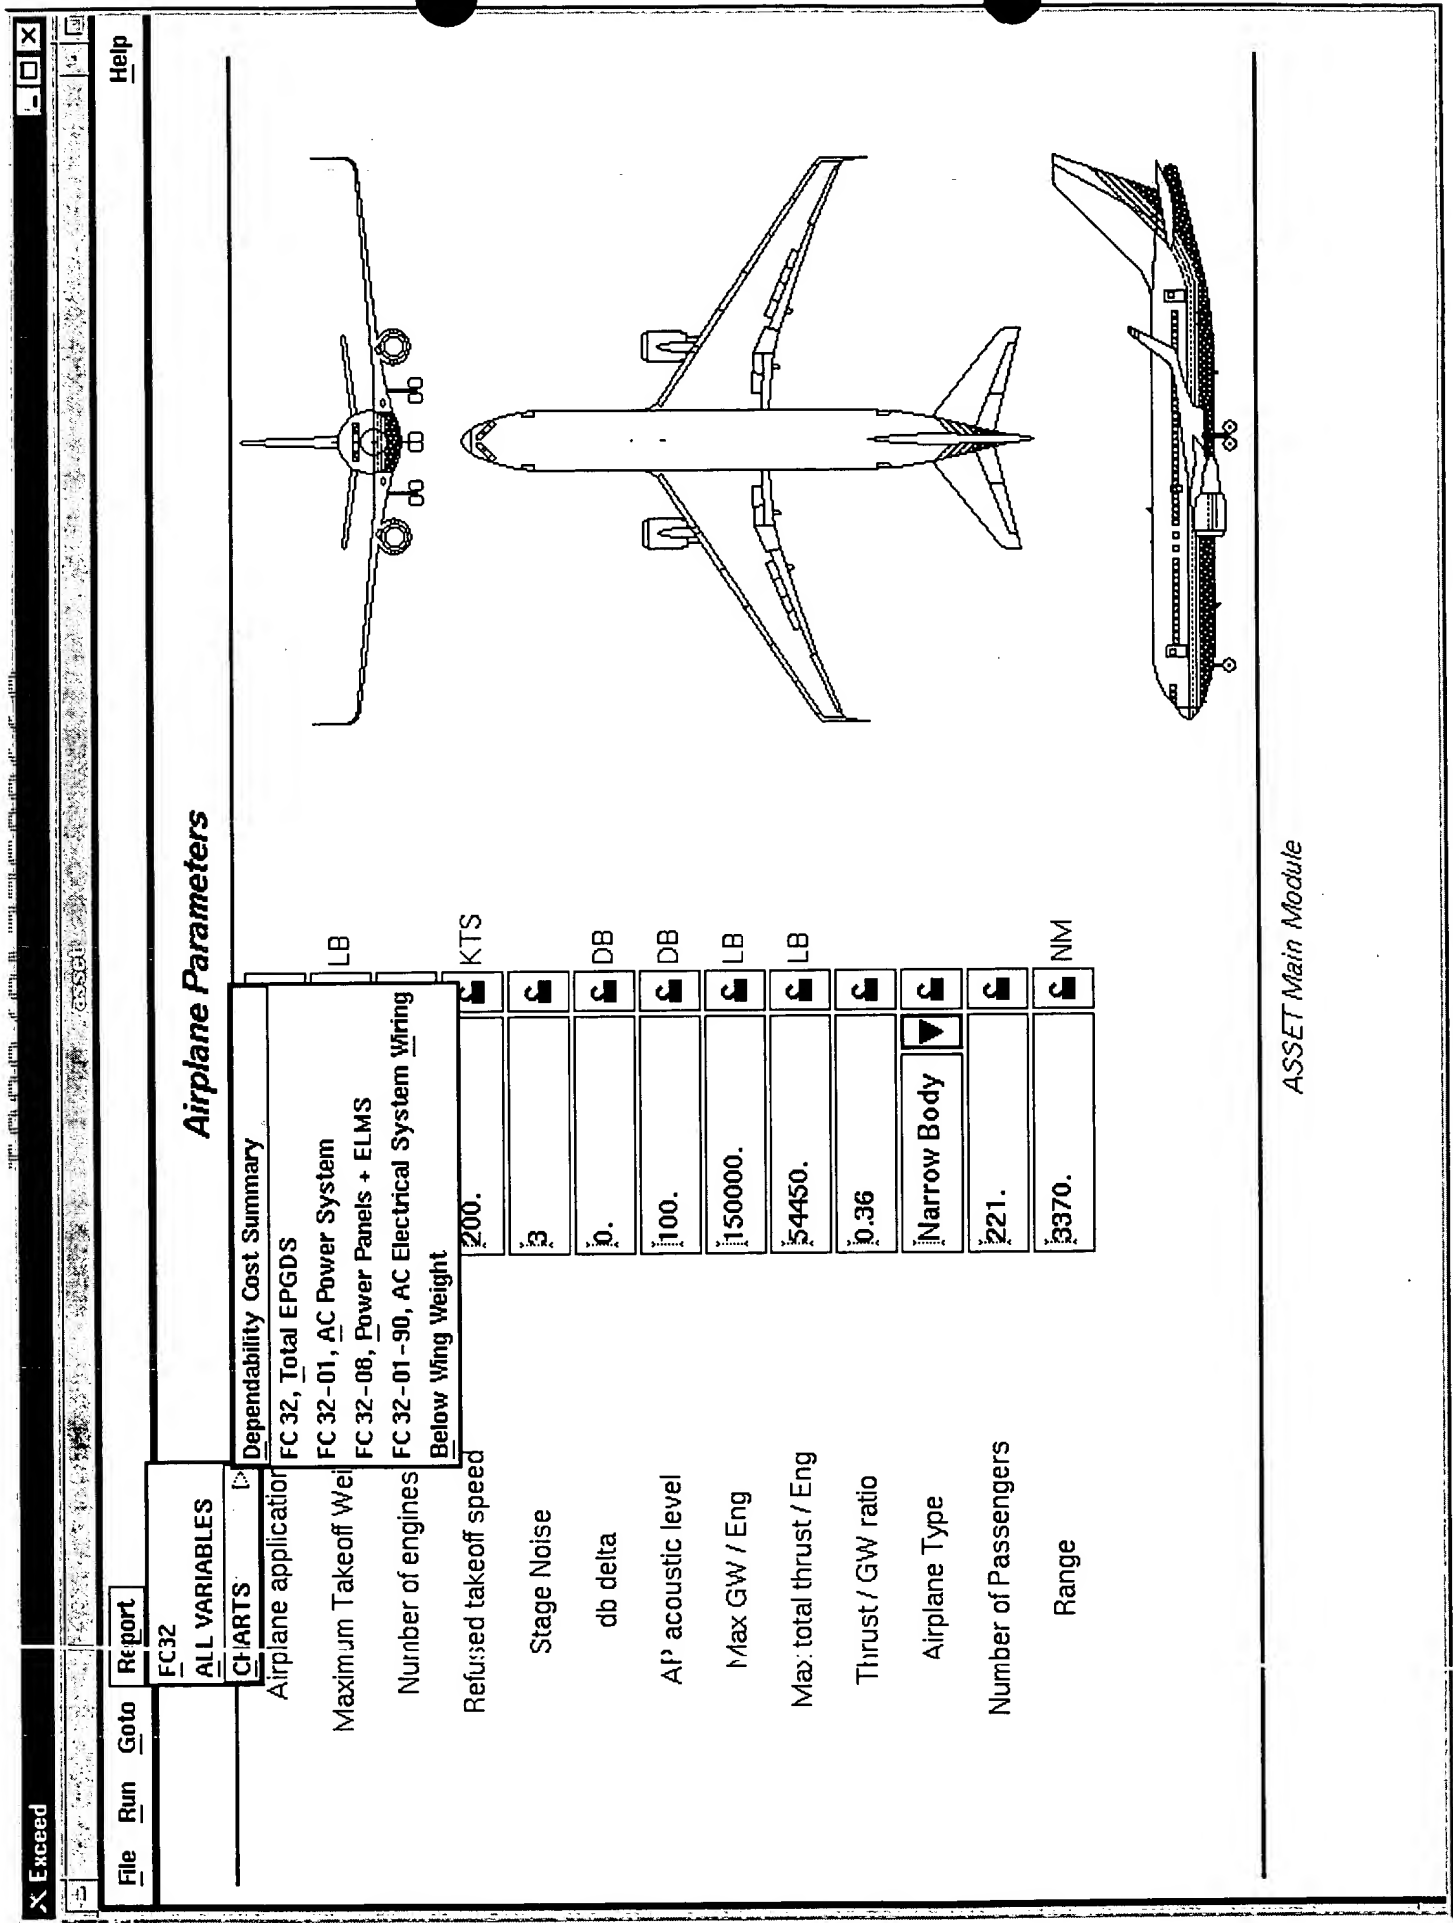 Exceed
asset
File Run Goto Report Help
FC32
ALL VARIABLES
CHARTS
Dependability Cost Summary
FC 32, Total EPGDS
FC 32-01, AC Power System
FC 32-08, Power Panels + ELMS
FC 32-01-90, AC Electrical System Wiring
Below Wing Weight
Airplane Parameters
Airplane application
Maximum Takeoff Wei LB
Number of engines
Refused takeoff speed 200. KTS
Stage Noise 3
db delta 0. DB
AP acoustic level 100. DB
Max GW / Eng 150000. LB
Max total thrust / Eng 54450. LB
Thrust / GW ratio 0.36
Airplane Type Narrow Body
Number of Passengers 221.
Range 3370. NM
ASSET Main Module